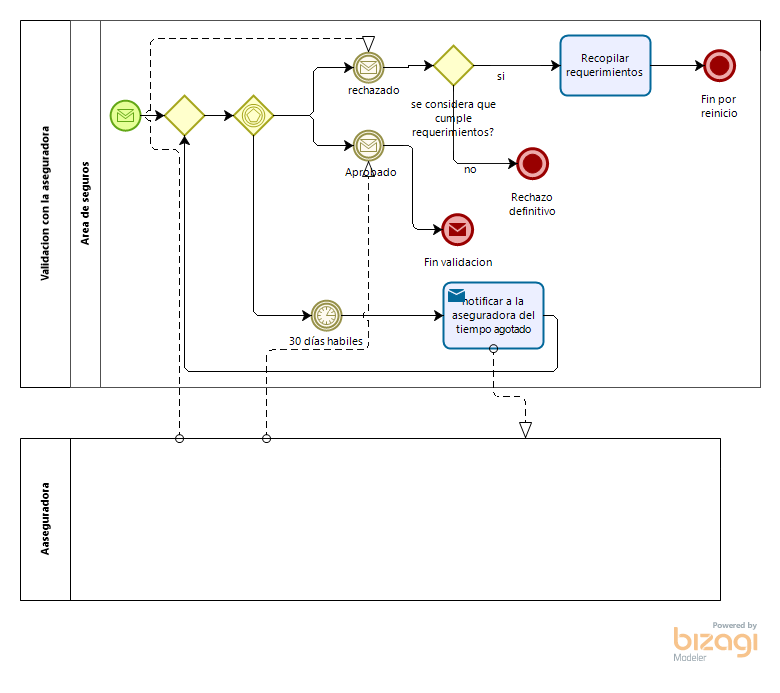 Validacion con la aseguradora
Area de seguros
rechazado
se considera que
cumple
requerimientos?
si
Recopilar
requerimientos
Fin por
reinicio
Aprobado
no
Rechazo
definitivo
Fin validacion
30 días habiles
notificar a la
aseguradora del
tiempo agotado
Aaseguradora
Powered by
bizagi
Modeler